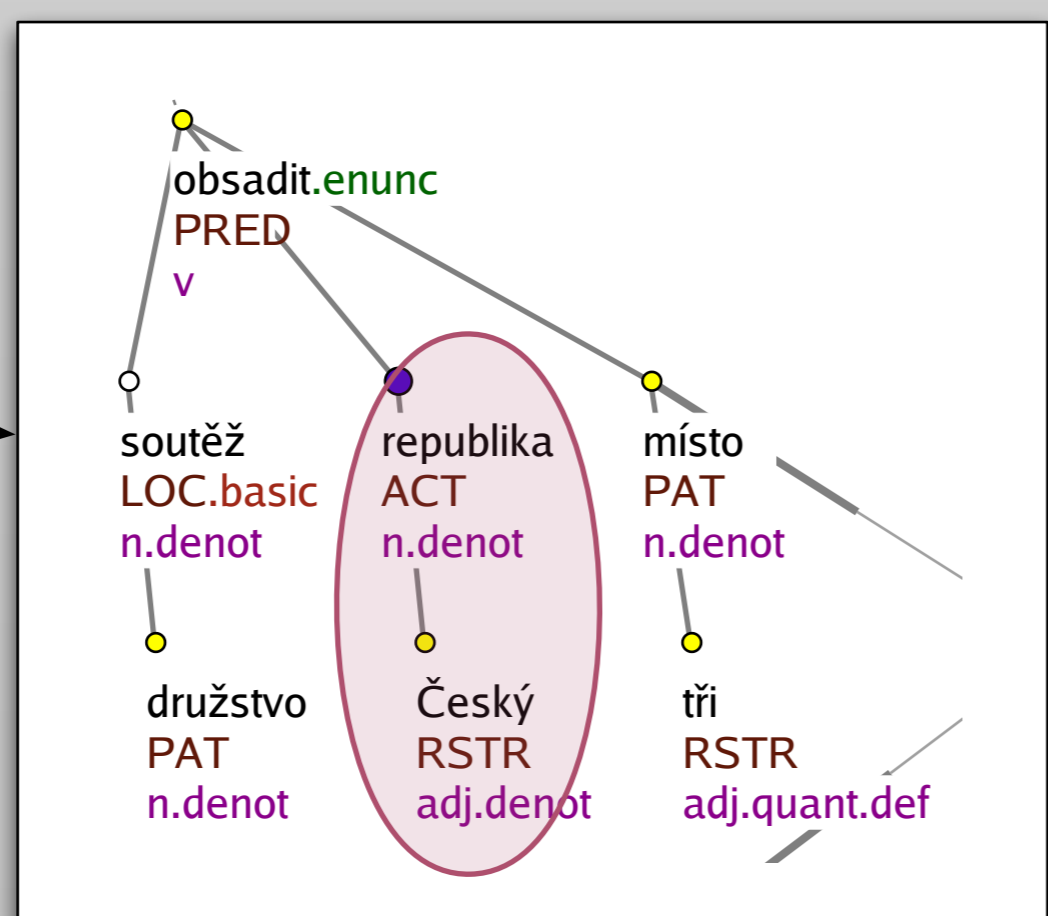 obsadit.enunc
PRED
v
soutěž
LOC.basic
n.denot
republika
ACT
n.denot
místo
PAT
n.denot
družstvo
PAT
n.denot
Český
RSTR
adj.denot
tři
RSTR
adj.quant.def